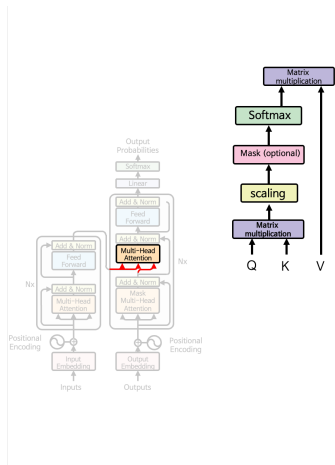 Matrix
multiplication
Softmax
Mask (optional)
scaling
Matrix
multiplication
Q K V
Output
Probabilities
Softmax
Linear
Add & Norm
Feed
Forward
Add & Norm
Multi-Head
Attention
Nx
Add & Norm
Mask
Multi-Head
Attention
Add & Norm
Feed
Forward
Nx
Add & Norm
Multi-Head
Attention
Positional
Encoding
Input
Embedding
Inputs
Positional
Encoding
Output
Embedding
Outputs